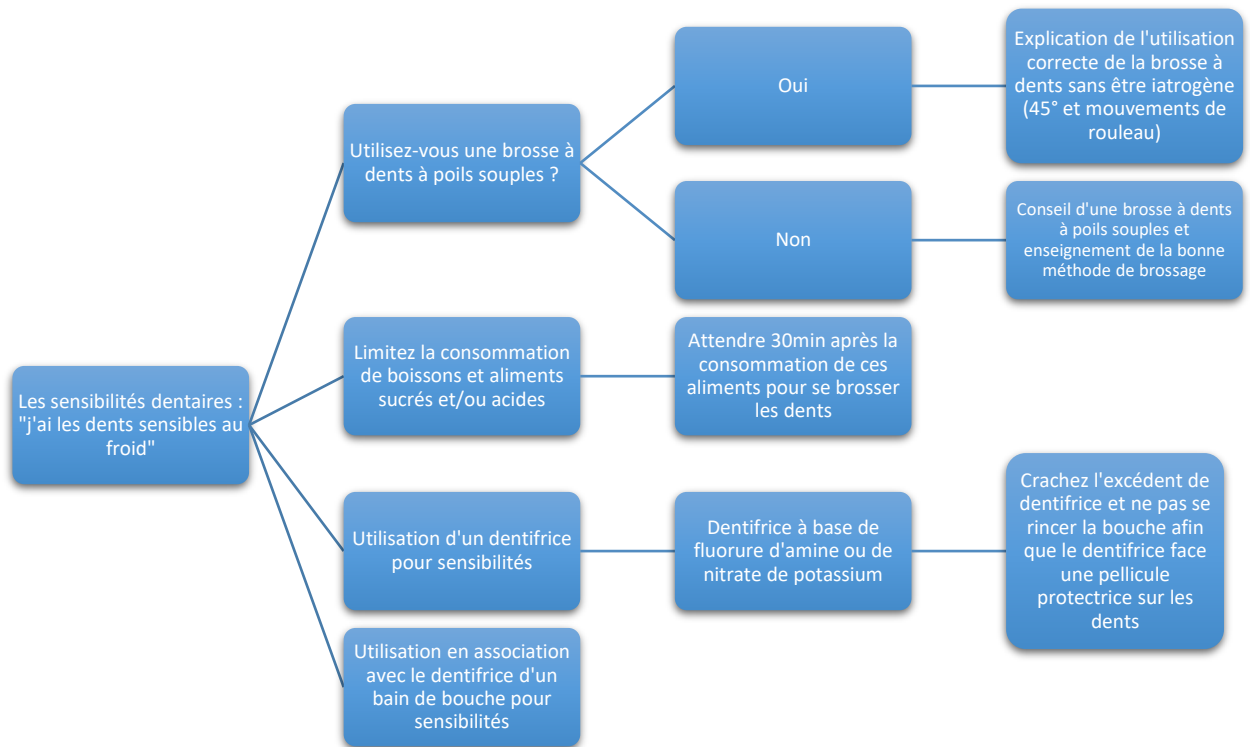 Les sensibilités dentaires :
"j'ai les dents sensibles au
froid"
Utilisez-vous une brosse à
dents à poils souples ?
Oui
Explication de l'utilisation
correcte de la brosse à
dents sans être iatrogène
(45° et mouvements de
rouleau)
Non
Conseil d'une brosse à dents
à poils souples et
enseignement de la bonne
méthode de brossage
Limitez la consommation
de boissons et aliments
sucrés et/ou acides
Attendre 30min après la
consommation de ces
aliments pour se brosser
les dents
Utilisation d'un dentifrice
pour sensibilités
Dentifrice à base de
fluorure d'amine ou de
nitrate de potassium
Crachez l'excédent de
dentifrice et ne pas se
rincer la bouche afin
que le dentifrice face
une pellicule
protectrice sur les
dents
Utilisation en association
avec le dentifrice d'un
bain de bouche pour
sensibilités